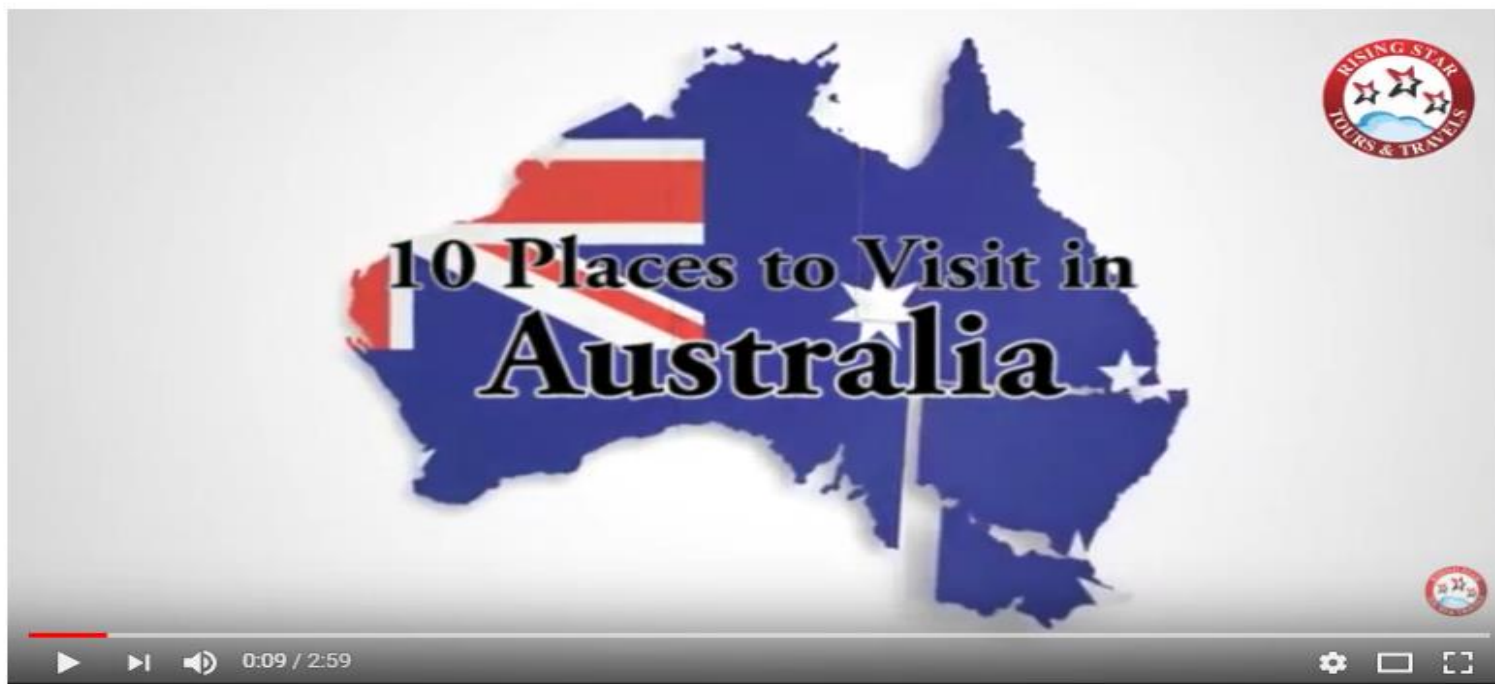 RISING STAR
TOURS & TRAVELS
10 Places to Visit in
Australia
0:09 / 2:59